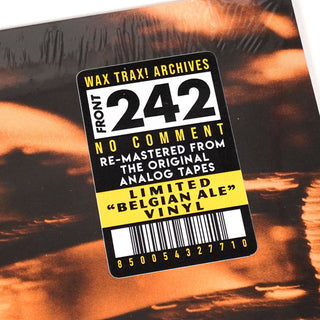 WAX TRAX! ARCHIVES
FRONT 242
NO COMMENT
RE-MASTERED FROM
THE ORIGINAL
ANALOG TAPES
LIMITED
"BELGIAN ALE"
VINYL
850054327710